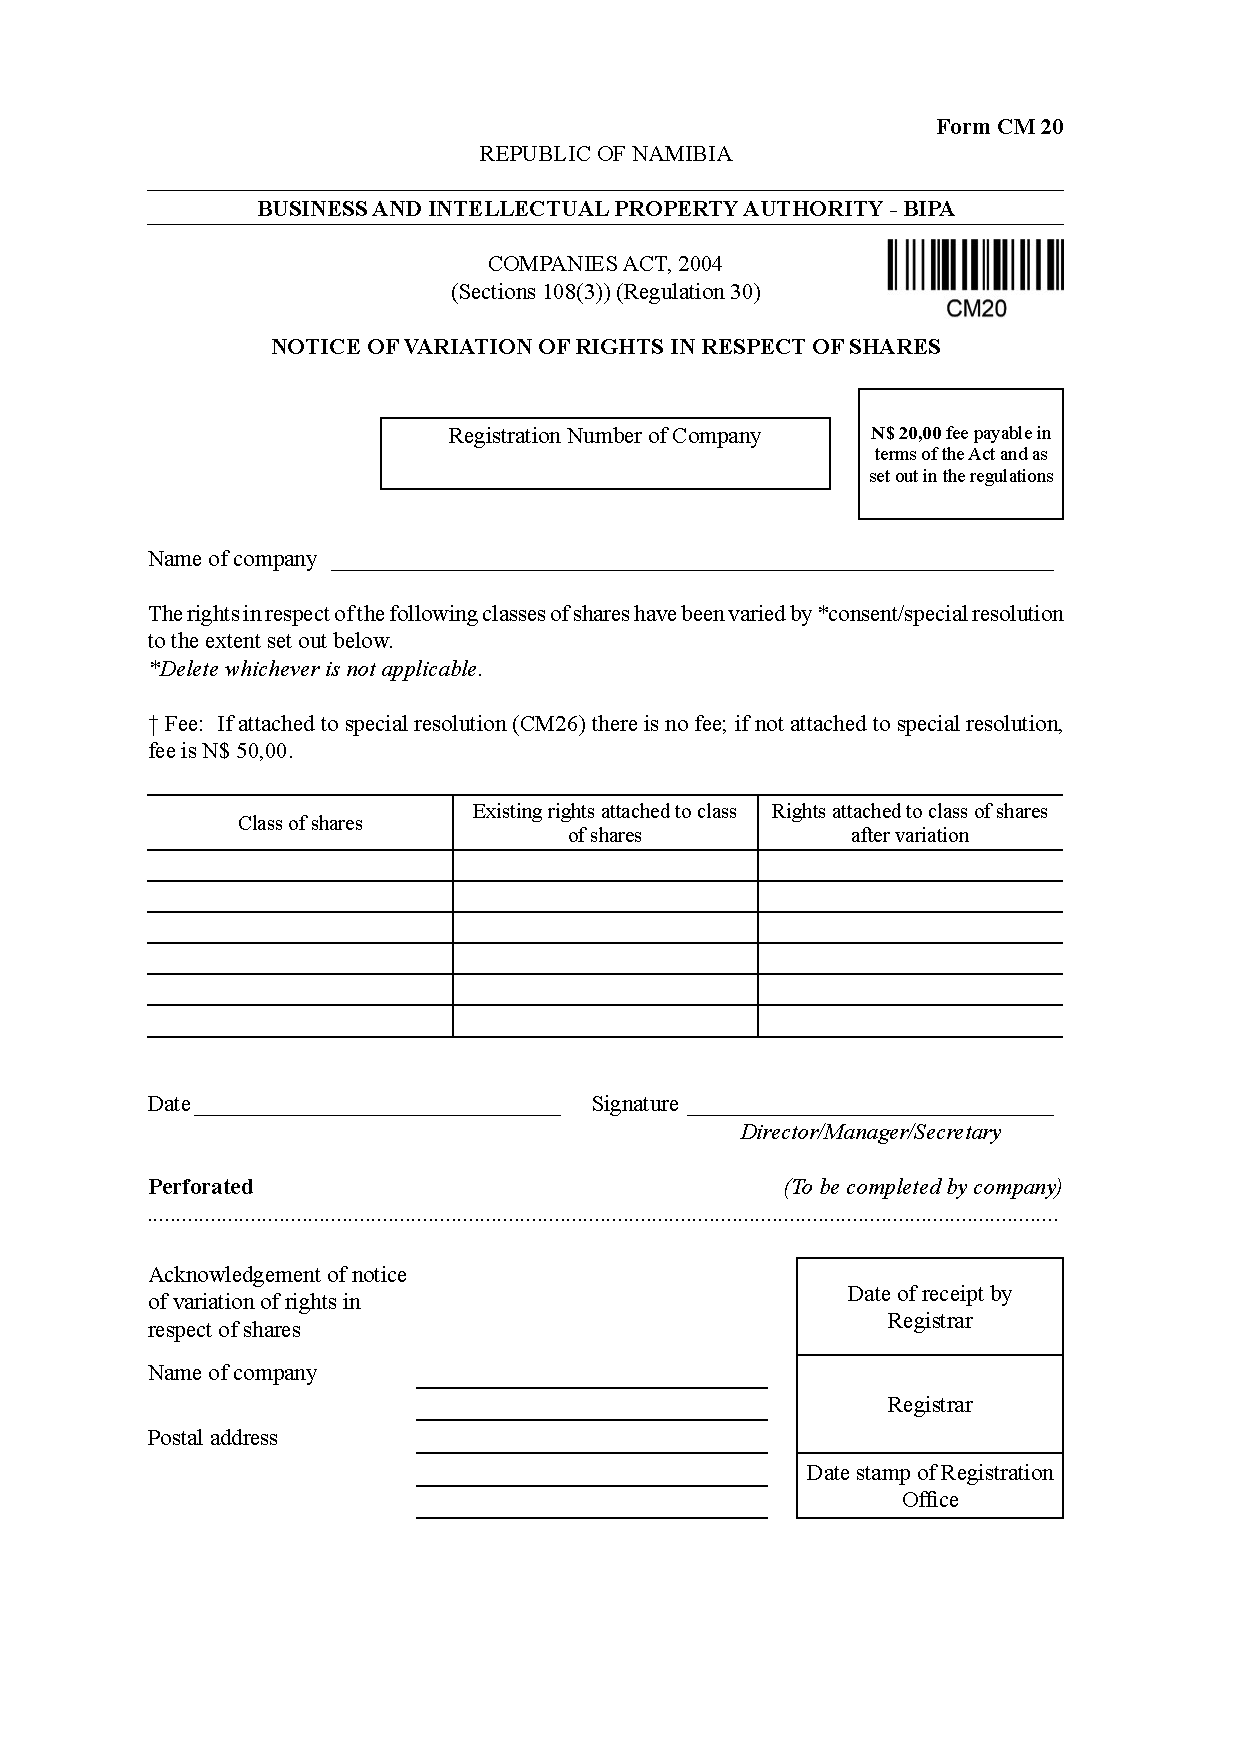 Form CM 20
REPUBLIC OF NAMIBIA
BUSINESS AND INTELLECTUAL PROPERTY AUTHORITY - BIPA
COMPANIES ACT, 2004
(Sections 108(3)) (Regulation 30)
CM20
NOTICE OF VARIATION OF RIGHTS IN RESPECT OF SHARES
Registration Number of Company
N$ 20,00 fee payable in
terms of the Act and as
set out in the regulations
Name of company
The rights in respect of the following classes of shares have been varied by *consent/special resolution
to the extent set out below.
*Delete whichever is not applicable.
† Fee: If attached to special resolution (CM26) there is no fee; if not attached to special resolution,
fee is N$ 50,00.
Class of shares
Existing rights attached to class
of shares
Rights attached to class of shares
after variation
Date Signature
Director/Manager/Secretary
Perforated (To be completed by company)
Acknowledgement of notice
of variation of rights in
respect of shares
Name of company
Postal address
Date of receipt by
Registrar
Registrar
Date stamp of Registration
Office